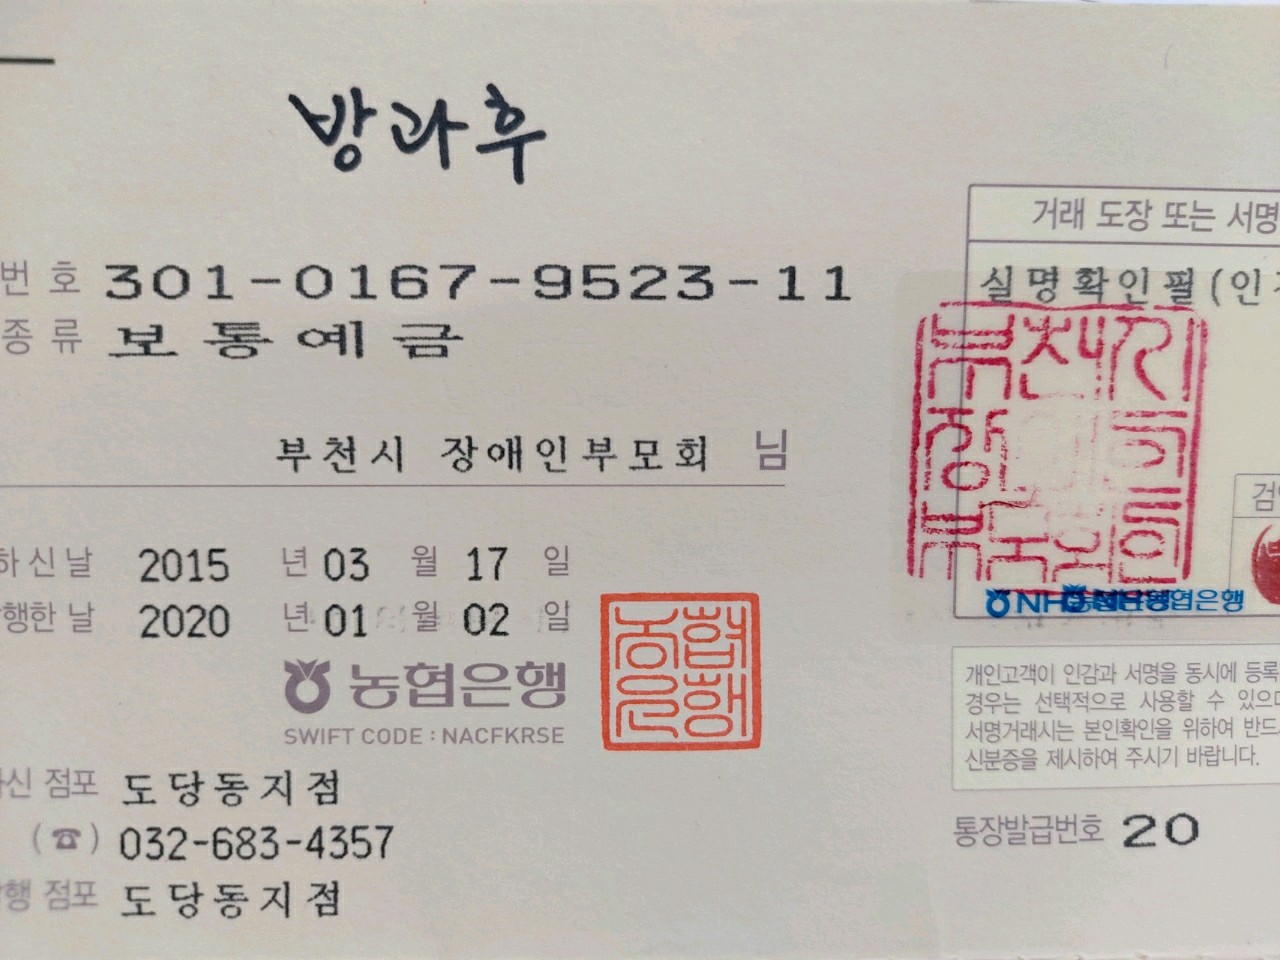 방과후
거래 도장 또는 서명
번 호 301-0167-9523-11
실명확인필(인
종 류 보통예금
부천시 장애인부모회 님
하신날 2015 년 03 월 17 일
행한 날 2020 년 01 월 02 일
농협은행
SWIFT CODE : NACFKRSE
농협은행
개인고객이 인감과 서명을 동시에 등록
경우는 선택적으로 사용할 수 있으며
서명거래시는 본인확인을 위하여 반드
신분증을 제시하여 주시기 바랍니다.
신 점포 도당동지점
(☎) 032-683-4357
통장발급번호 20
행 점포 도당동지점